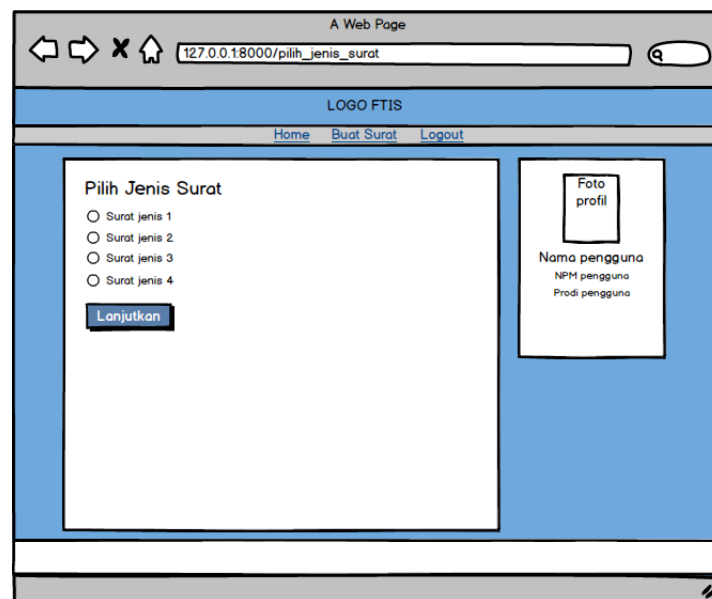 A Web Page
127.0.0.1:8000/pilih_jenis_surat
LOGO FTIS
Home Buat Surat Logout
Pilih Jenis Surat
Surat jenis 1
Surat jenis 2
Surat jenis 3
Surat jenis 4
Lanjutkan
Foto
profil
Nama pengguna
NPM pengguna
Prodi pengguna